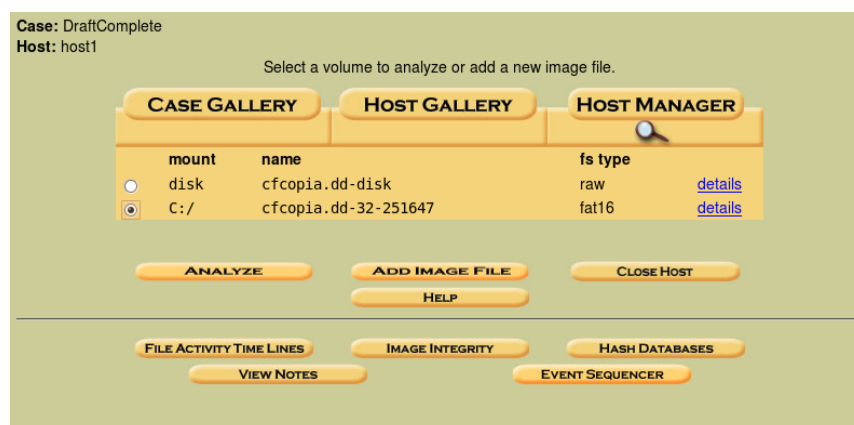 Case: DraftComplete
Host: host1
Select a volume to analyze or add a new image file.
CASE GALLERY HOST GALLERY HOST MANAGER
mount name fs type
disk cfcopia.dd-disk raw details
C:/ cfcopia.dd-32-251647 fat16 details
ANALYZE ADD IMAGE FILE CLOSE HOST
HELP
FILE ACTIVITY TIME LINES IMAGE INTEGRITY HASH DATABASES
VIEW NOTES EVENT SEQUENCER